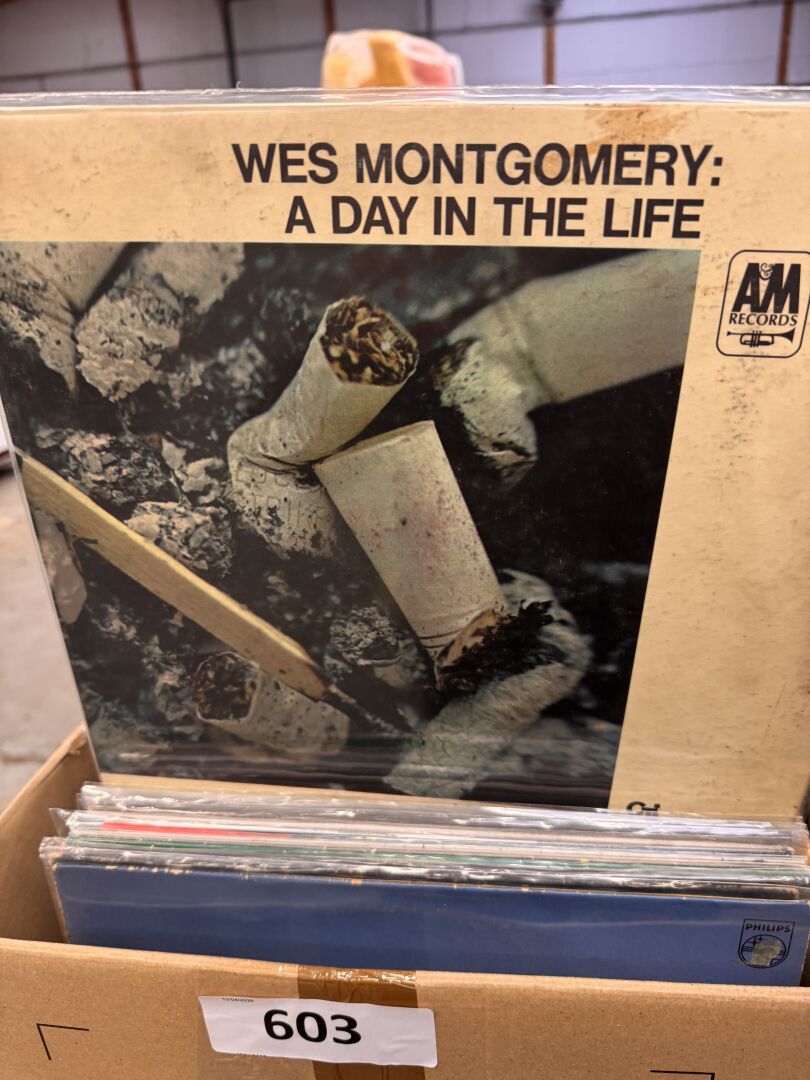 WES MONTGOMERY:
A DAY IN THE LIFE
A&M
RECORDS
PHILIPS
603